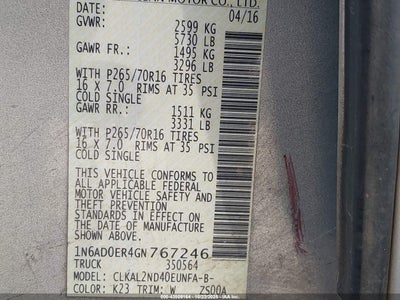 MOTOR CO., LTD.
DATE: 04/16
GVWR: 2599 KG
5730 LB
GAWR FR.: 1495 KG
3296 LB
WITH P265/70R16 TIRES
16 X 7.0 RIMS AT 35 PSI
COLD SINGLE
GAWR RR.: 1511 KG
3331 LB
WITH P265/70R16 TIRES
16 X 7.0 RIMS AT 35 PSI
COLD SINGLE
THIS VEHICLE CONFORMS TO
ALL APPLICABLE FEDERAL
MOTOR VEHICLE SAFETY AND
THEFT PREVENTION
STANDARDS IN EFFECT ON
THE DATE OF MANUFACTURE
SHOWN ABOVE.
1N6AD0ER4GN767246
TRUCK 350564
MODEL: CLKAL2ND40EUNFA-B-
COLOR: K23 TRIM: W ZS00A